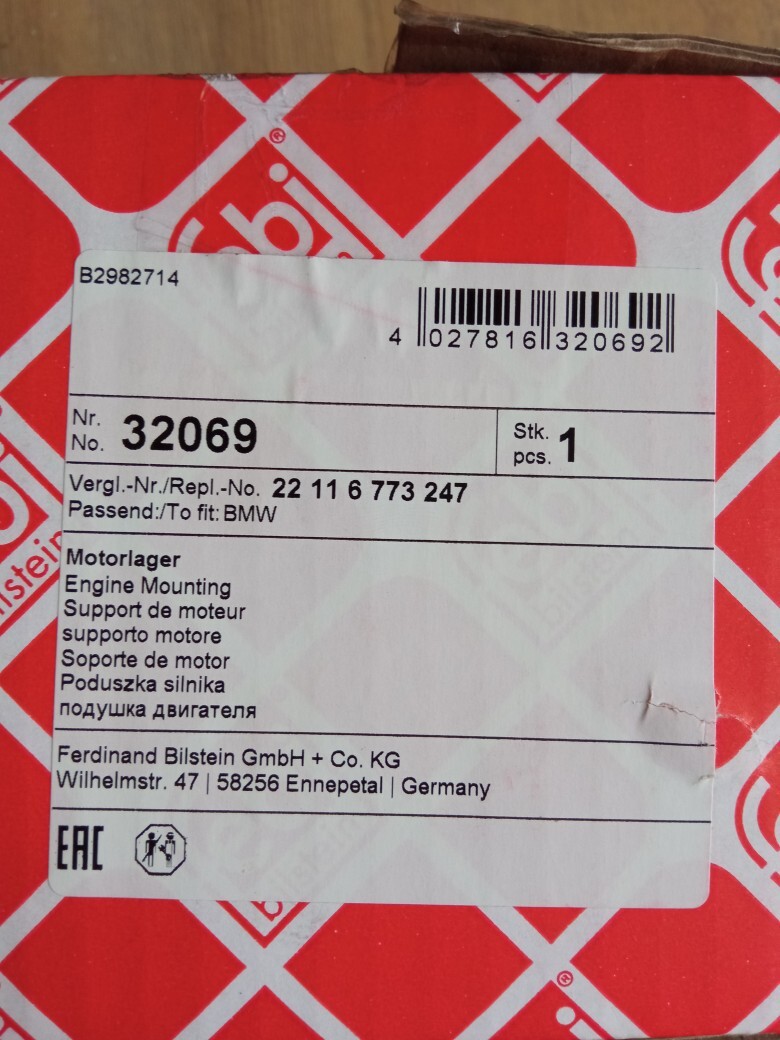 B2982714
4 027816 320692
Nr.
No. 32069
Stk.
pcs. 1
Vergl.-Nr./Repl.-No. 22 11 6 773 247
Passend:/To fit: BMW
Motorlager
Engine Mounting
Support de moteur
supporto motore
Soporte de motor
Poduszka silnika
подушка двигателя
Ferdinand Bilstein GmbH + Co. KG
Wilhelmstr. 47 | 58256 Ennepetal | Germany
EAC